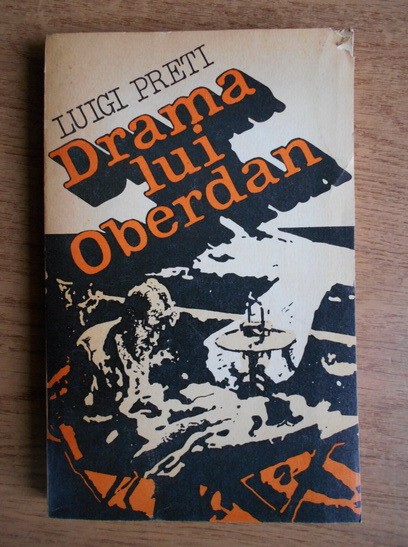 LUIGI PRETI
Drama
lui
Oberdan